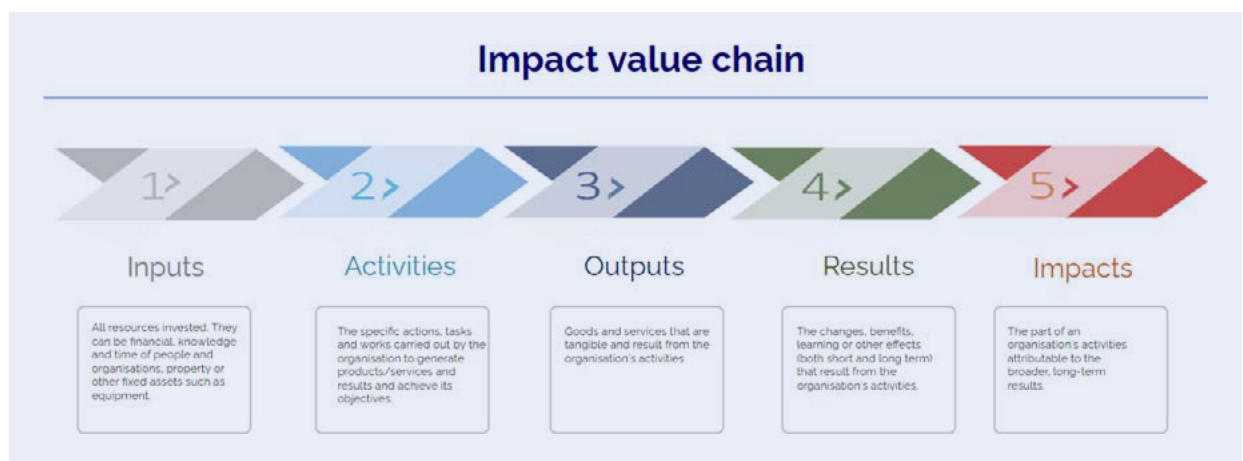 Impact value chain
1>
2>
3>
4>
5>
Inputs
Activities
Outputs
Results
Impacts
All resources invested. They
can be financial, knowledge
and time of people and
organisations, property or
other fixed assets such as
equipment.
The specific actions, tasks
and works carried out by the
organisation to generate
products/services and
results and achieve its
objectives.
Goods and services that are
tangible and result from the
organisation's activities
The changes, benefits,
learning or other effects
(both short and long term)
that result from the
organisation's activities.
The part of an
organisation's activities
attributable to the
broader, long-term
results.